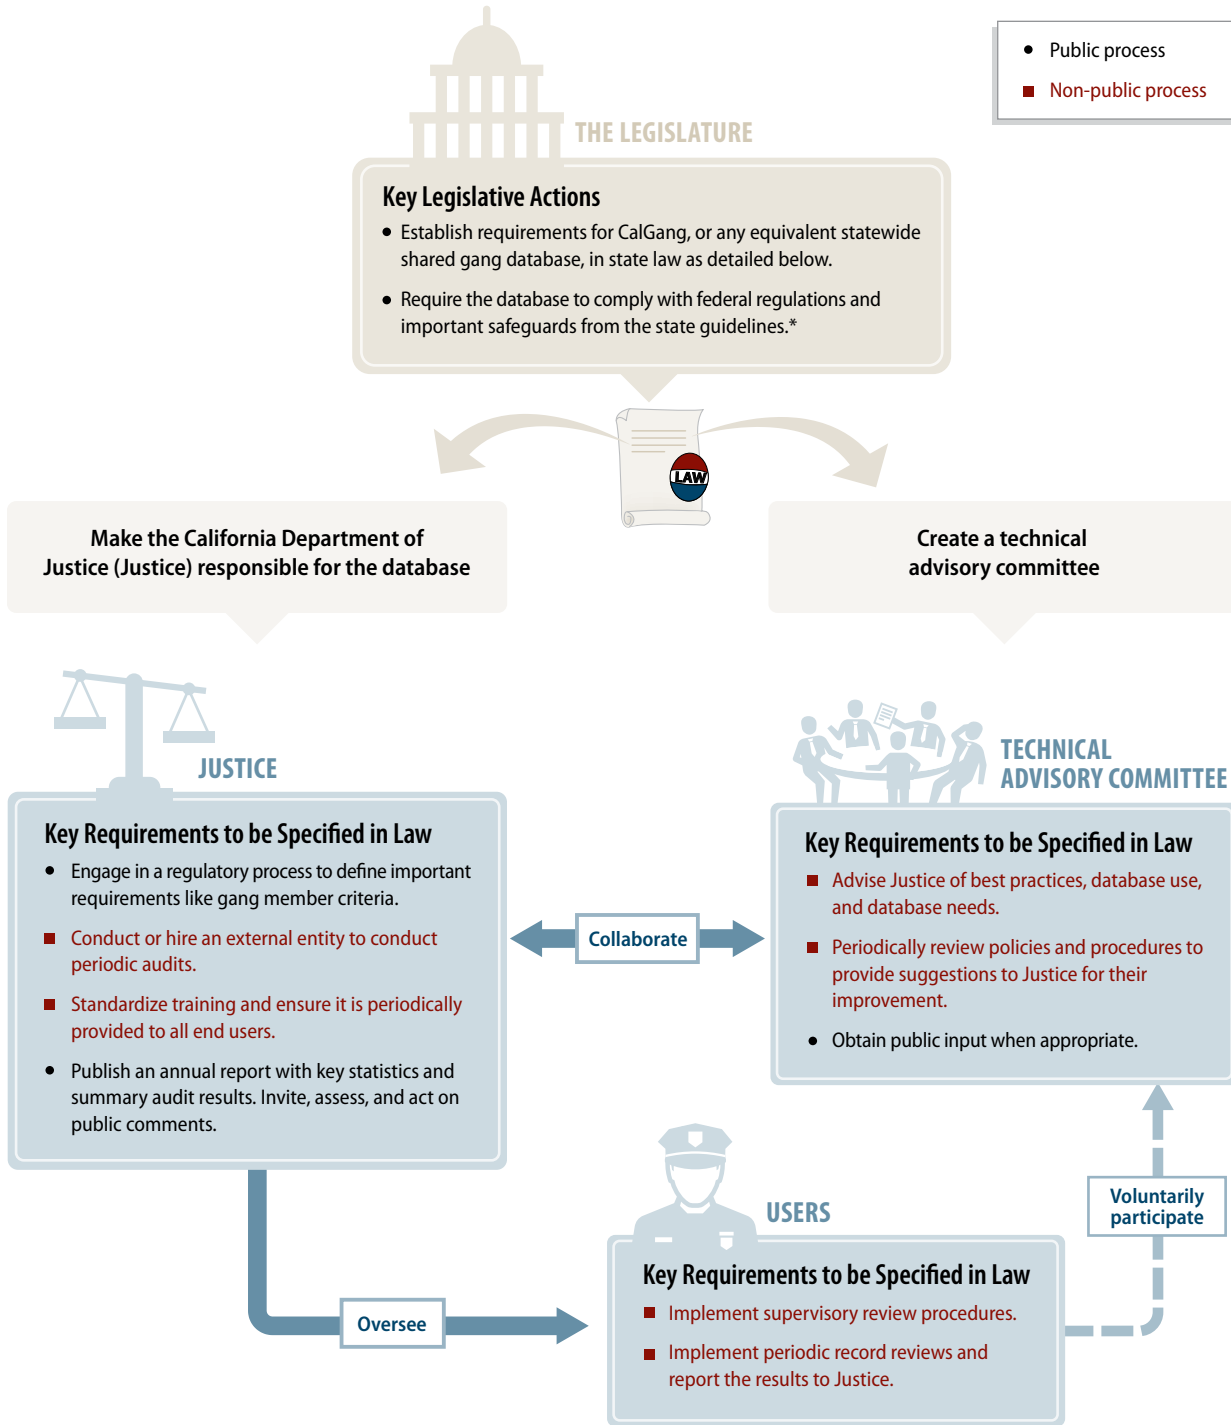 • Public process
■ Non-public process
THE LEGISLATURE
Key Legislative Actions
• Establish requirements for CalGang, or any equivalent statewide
shared gang database, in state law as detailed below.
• Require the database to comply with federal regulations and
important safeguards from the state guidelines.*
LAW
Make the California Department of
Justice (Justice) responsible for the database
Create a technical
advisory committee
JUSTICE
Key Requirements to be Specified in Law
• Engage in a regulatory process to define important
requirements like gang member criteria.
■ Conduct or hire an external entity to conduct
periodic audits.
■ Standardize training and ensure it is periodically
provided to all end users.
• Publish an annual report with key statistics and
summary audit results. Invite, assess, and act on
public comments.
Collaborate
TECHNICAL
ADVISORY COMMITTEE
Key Requirements to be Specified in Law
■ Advise Justice of best practices, database use,
and database needs.
■ Periodically review policies and procedures to
provide suggestions to Justice for their
improvement.
• Obtain public input when appropriate.
Voluntarily
participate
Oversee
USERS
Key Requirements to be Specified in Law
■ Implement supervisory review procedures.
■ Implement periodic record reviews and
report the results to Justice.